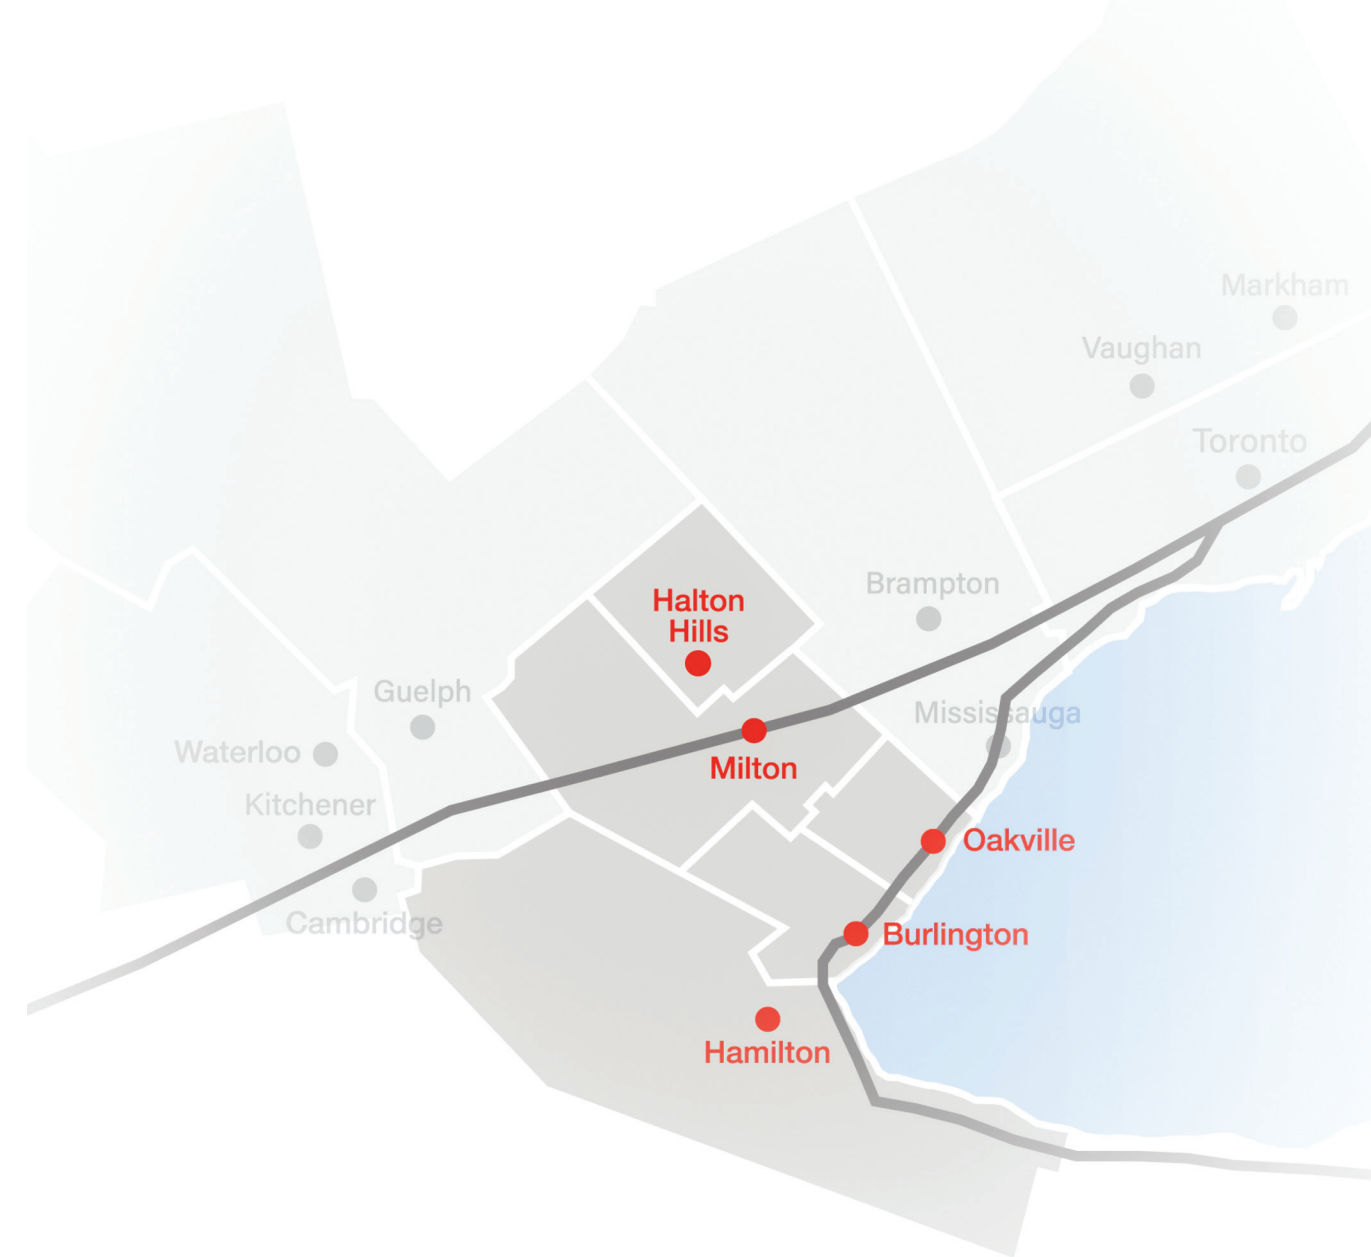 Markham
Vaughan
Toronto
Brampton
Halton
Hills
Guelph
Mississauga
Waterloo
Milton
Kitchener
Oakville
Cambridge
Burlington
Hamilton